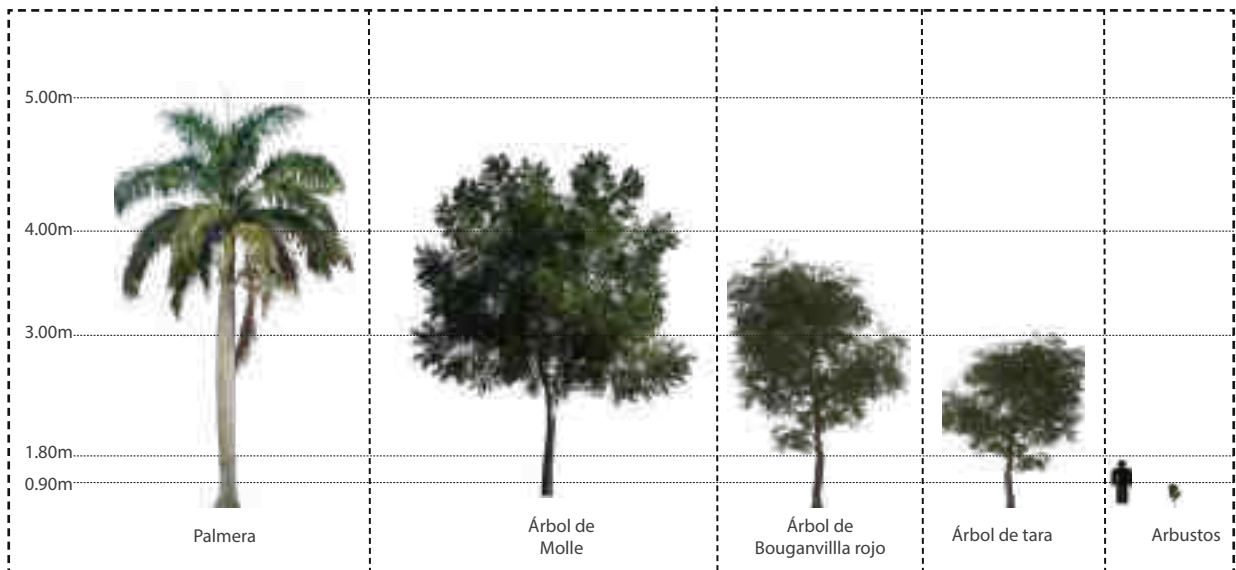 5.00m
4.00m
3.00m
1.80m
0.90m
Palmera
Árbol de
Molle
Árbol de
Bouganvillla rojo
Árbol de tara
Arbustos